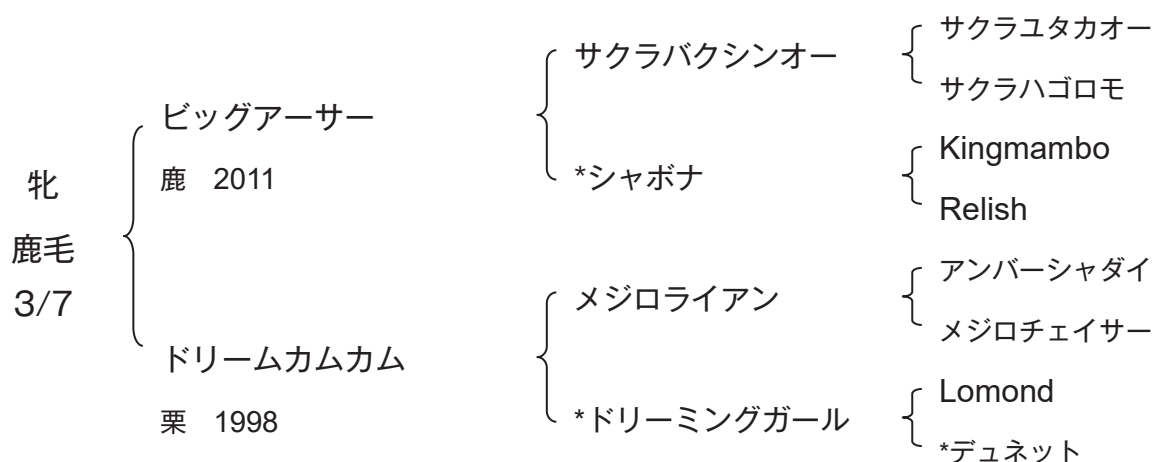 牝
鹿毛
3/7
ビッグアーサー
鹿 2011
ドリームカムカム
栗 1998
サクラバクシンオー
*シャボナ
メジロライアン
*ドリーミングガール
サクラユタカオー
サクラハゴロモ
Kingmambo
Relish
アンバーシャダイ
メジロチェイサー
Lomond
*デュネット